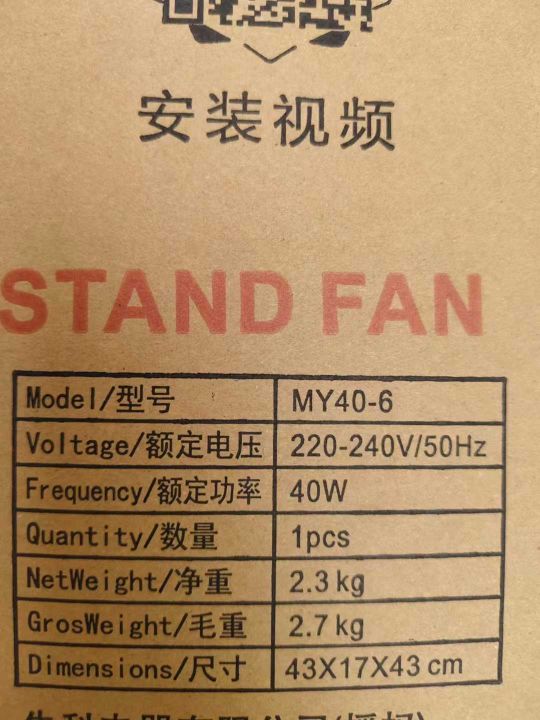 安装视频
STAND FAN
Model/型号 MY40-6
Voltage/额定电压 220-240V/50Hz
Frequency/额定功率 40W
Quantity/数量 1pcs
NetWeight/净重 2.3 kg
GrosWeight/毛重 2.7 kg
Dimensions/尺寸 43X17X43 cm